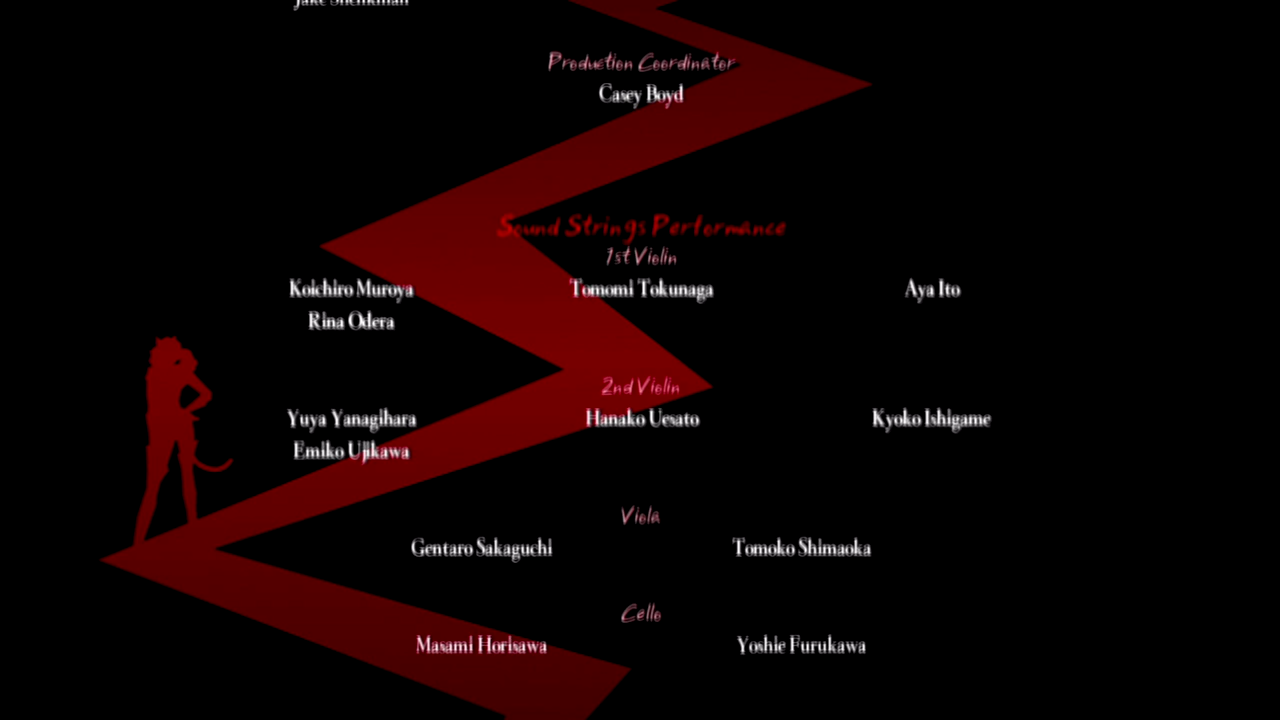 Production Coordinator
Casey Boyd
Sound Strings Performance
1st Violin
Koichiro Muroya Tomomi Tokunaga Aya Ito
Rina Odera
2nd Violin
Yuya Yanagihara Hanako Uesato Kyoko Ishigame
Emiko Ujikawa
Viola
Gentaro Sakaguchi Tomoko Shimaoka
Cello
Masami Horisawa Yoshie Furukawa